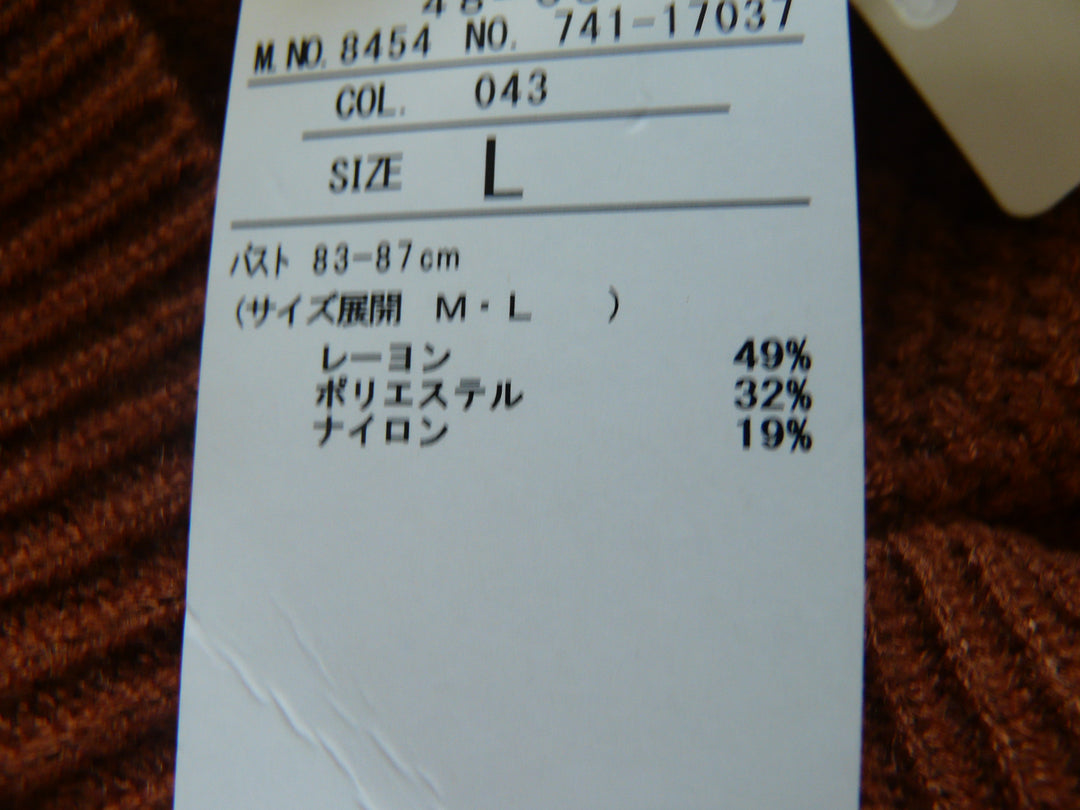 M.NO.8454 NO. 741-17037
COL. 043
SIZE L
バスト 83-87cm
(サイズ展開 M・L )
レーヨン 49%
ポリエステル 32%
ナイロン 19%